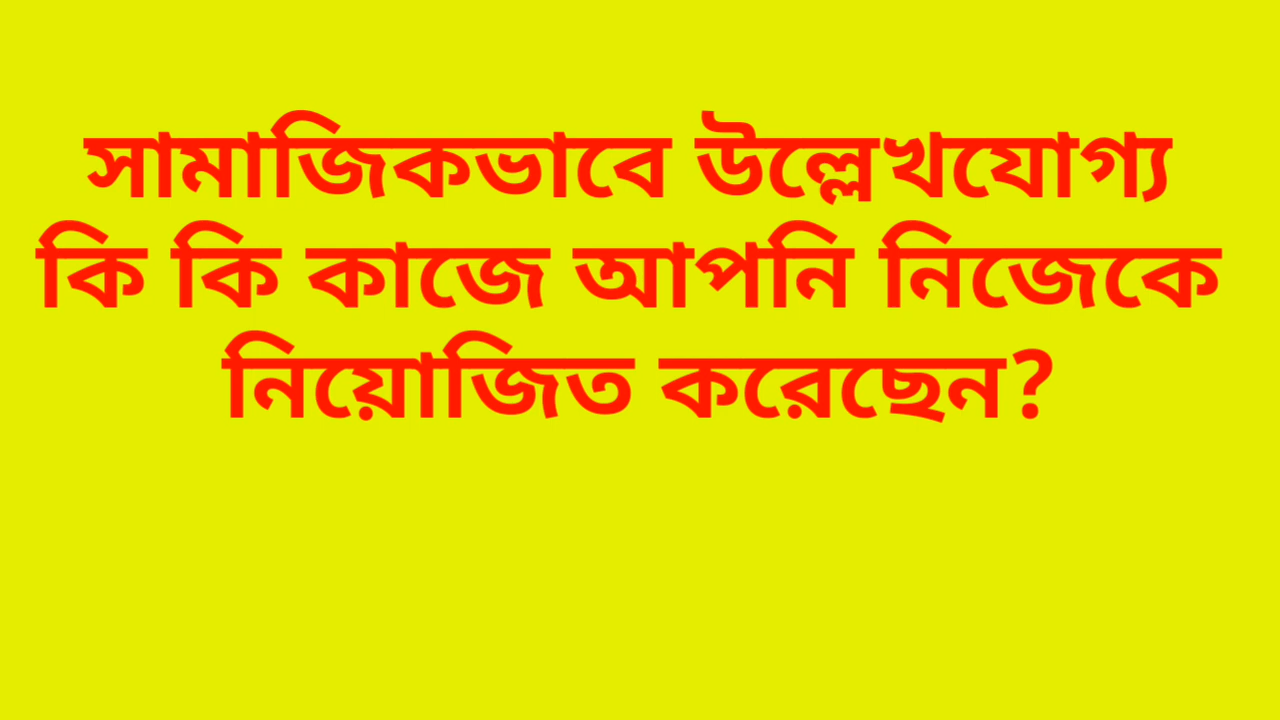 সামাজিকভাবে উল্লেখযোগ্য
কি কি কাজে আপনি নিজেকে
নিয়োজিত করেছেন?